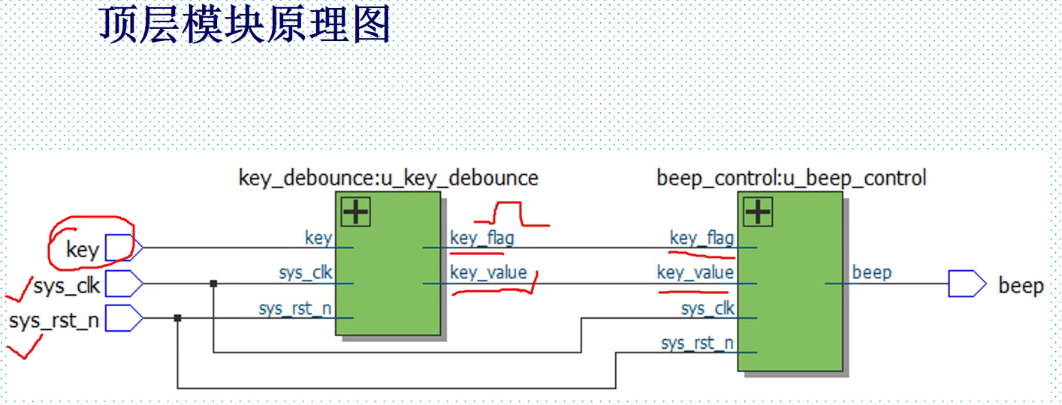 顶层模块原理图
key_debounce:u_key_debounce
beep_control:u_beep_control
key
sys_clk
sys_rst_n
key
sys_clk
sys_rst_n
key_flag
key_value
key_flag
key_value
sys_clk
sys_rst_n
beep
beep